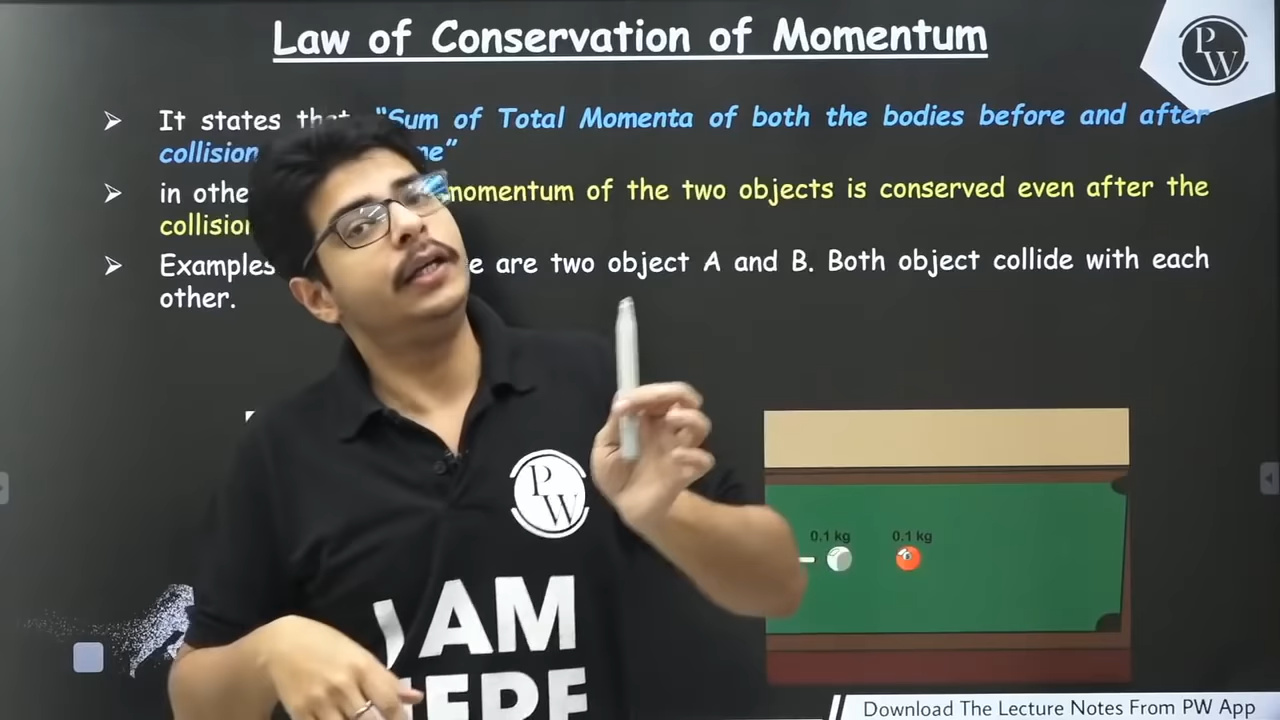 Law of Conservation of Momentum
PW
➤ It states "Sum of Total Momenta of both the bodies before and after
collision
➤ in momentum of the two objects is conserved even after the
collision
➤ Examples are two object A and B. Both object collide with each
other.
PW
0.1 kg 0.1 kg
AM
Download The Lecture Notes From PW App